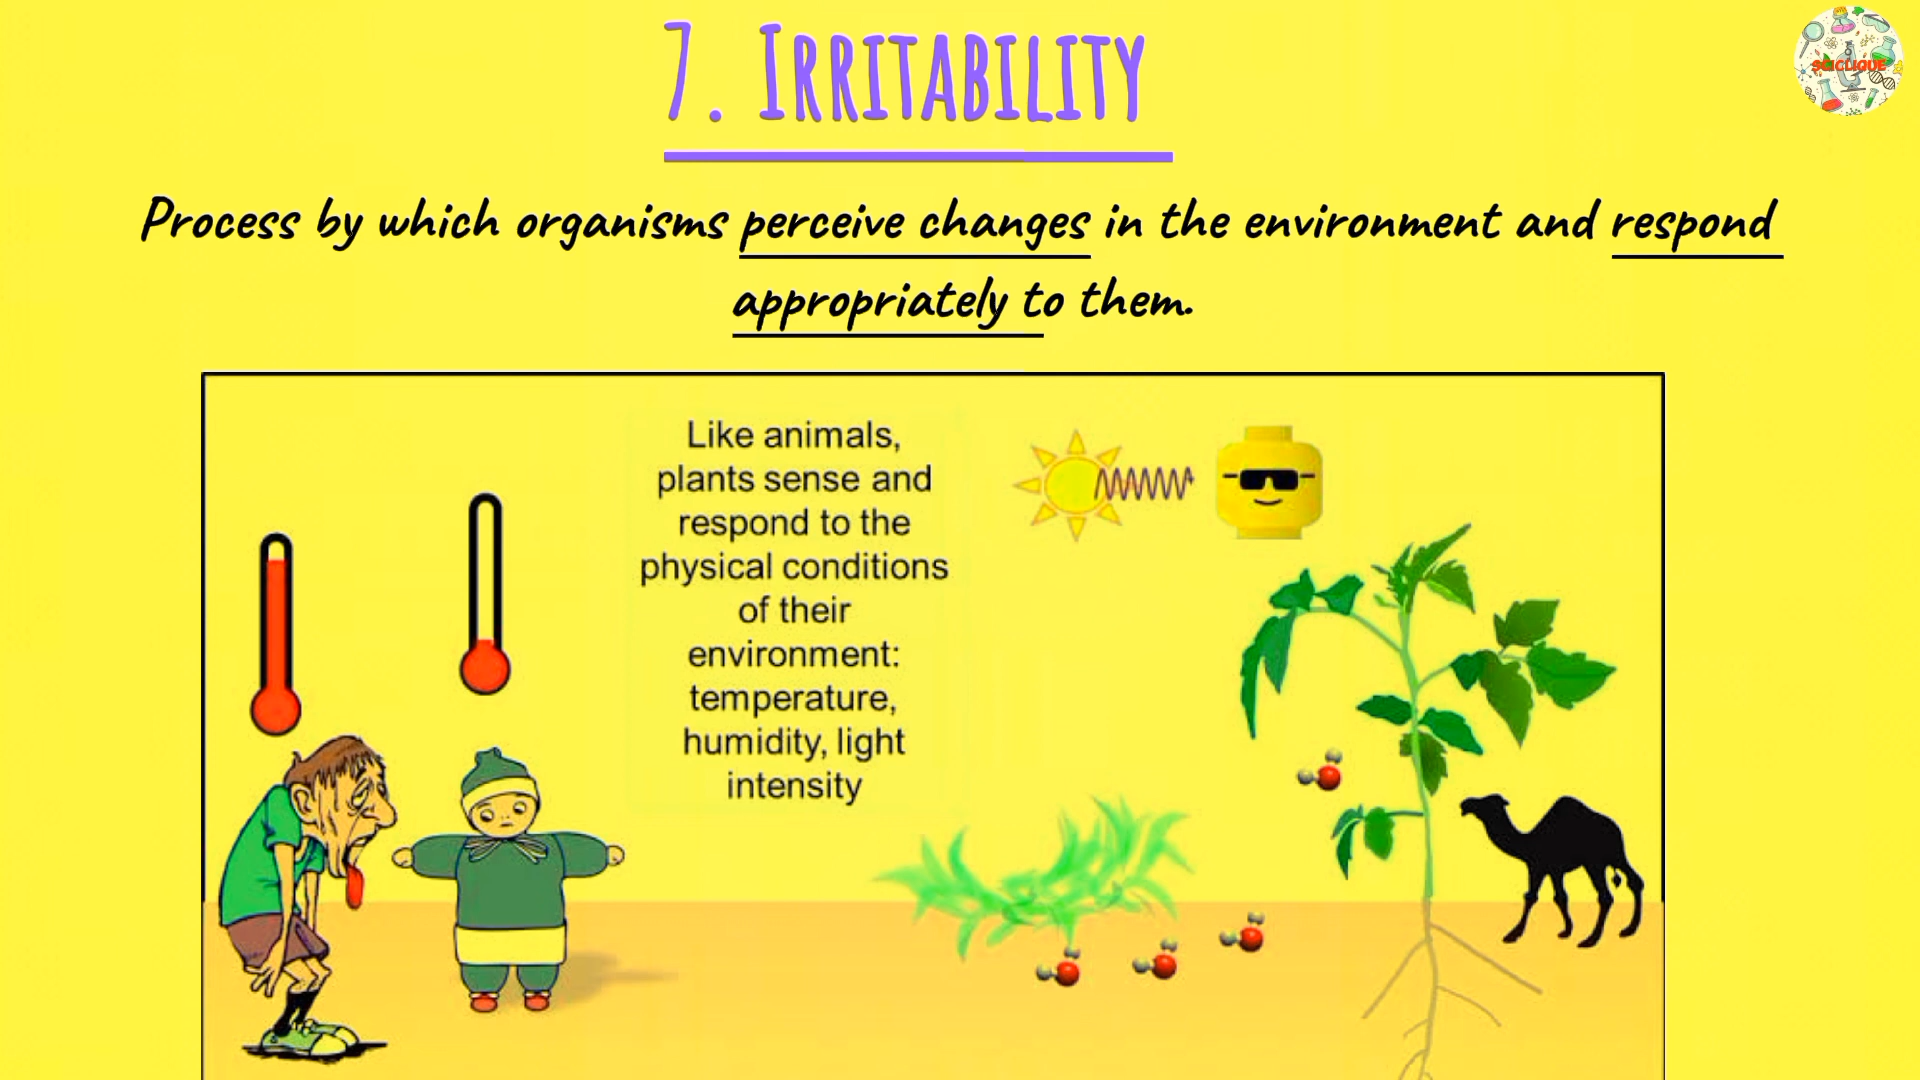 7. Irritability
SCICLIQUE
Process by which organisms perceive changes in the environment and respond
appropriately to them.
Like animals,
plants sense and
respond to the
physical conditions
of their
environment:
temperature,
humidity, light
intensity